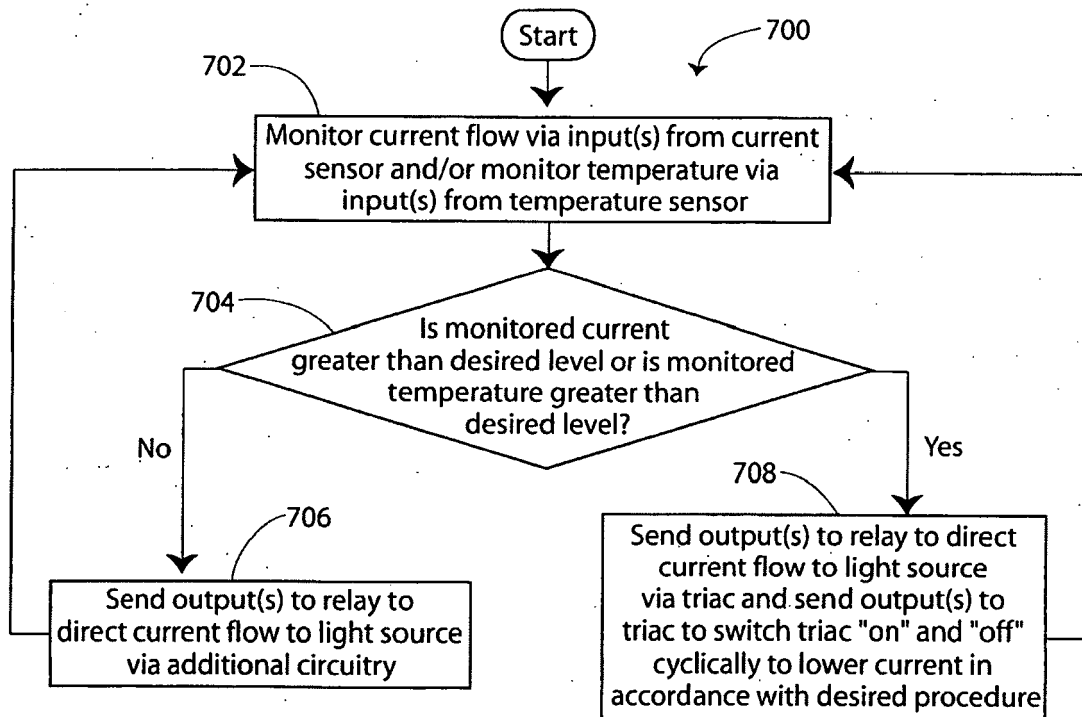 Start
700
702
Monitor current flow via input(s) from current
sensor and/or monitor temperature via
input(s) from temperature sensor
704
Is monitored current
greater than desired level or is monitored
temperature greater than
desired level?
No
Yes
706
708
Send output(s) to relay to
direct current flow to light source
via additional circuitry
Send output(s) to relay to direct
current flow to light source
via triac and send output(s) to
triac to switch triac "on" and "off"
cyclically to lower current in
accordance with desired procedure